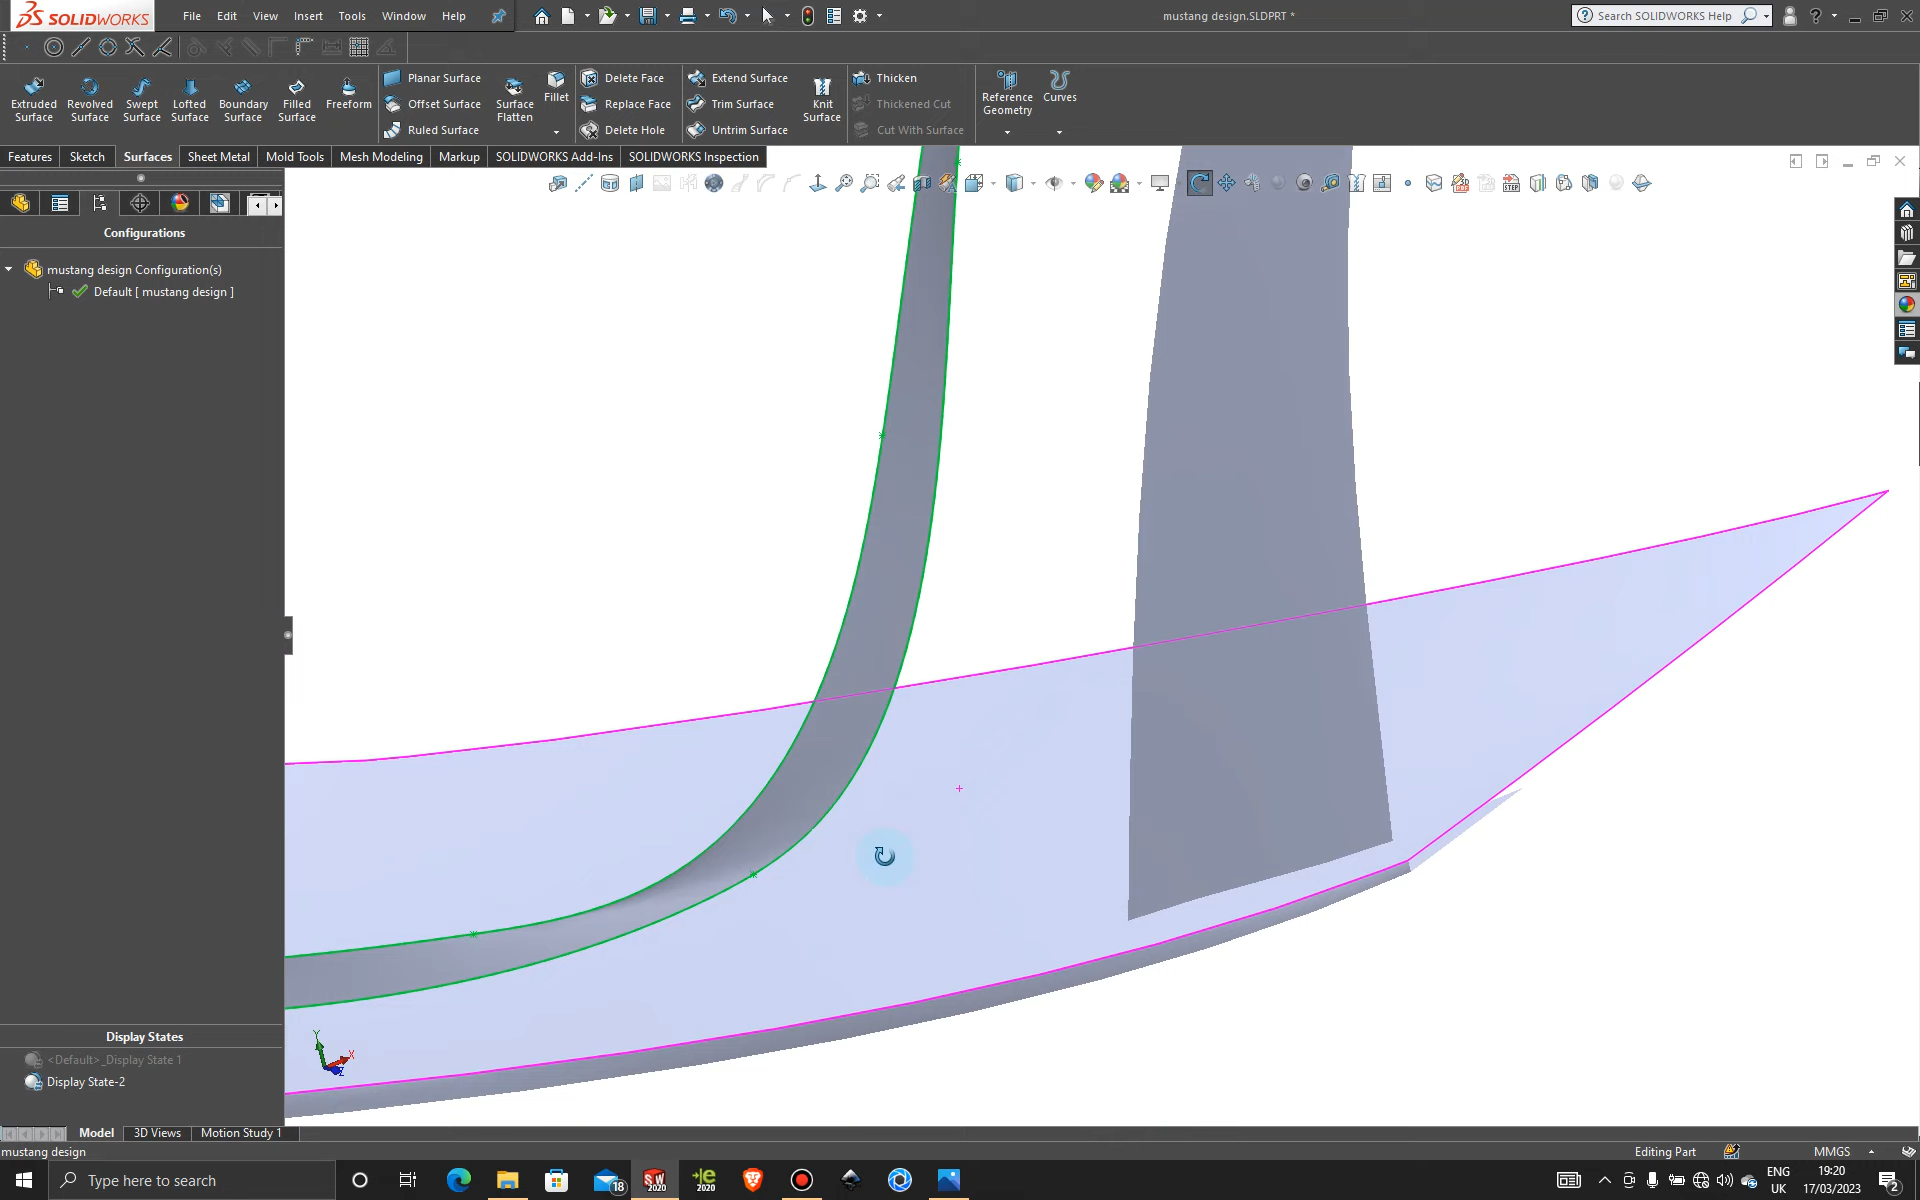 SOLIDWORKS
File Edit View Insert Tools Window Help
mustang design.SLDPRT *
Search SOLIDWORKS Help
Extruded Surface
Revolved Surface
Swept Surface
Lofted Surface
Boundary Surface
Filled Surface
Freeform
Planar Surface
Offset Surface
Ruled Surface
Surface Flatten
Fillet
Delete Face
Replace Face
Delete Hole
Extend Surface
Trim Surface
Untrim Surface
Knit Surface
Thicken
Thickened Cut
Cut With Surface
Reference Geometry
Curves
Features Sketch Surfaces Sheet Metal Mold Tools Mesh Modeling Markup SOLIDWORKS Add-Ins SOLIDWORKS Inspection
Configurations
mustang design Configuration(s)
Default [ mustang design ]
Display States
<Default>_Display State 1
Display State-2
Y
X
Z
Model 3D Views Motion Study 1
mustang design
Editing Part
MMGS
Type here to search
18
SW 2020
e 2020
ENG
UK
19:20
17/03/2023
2